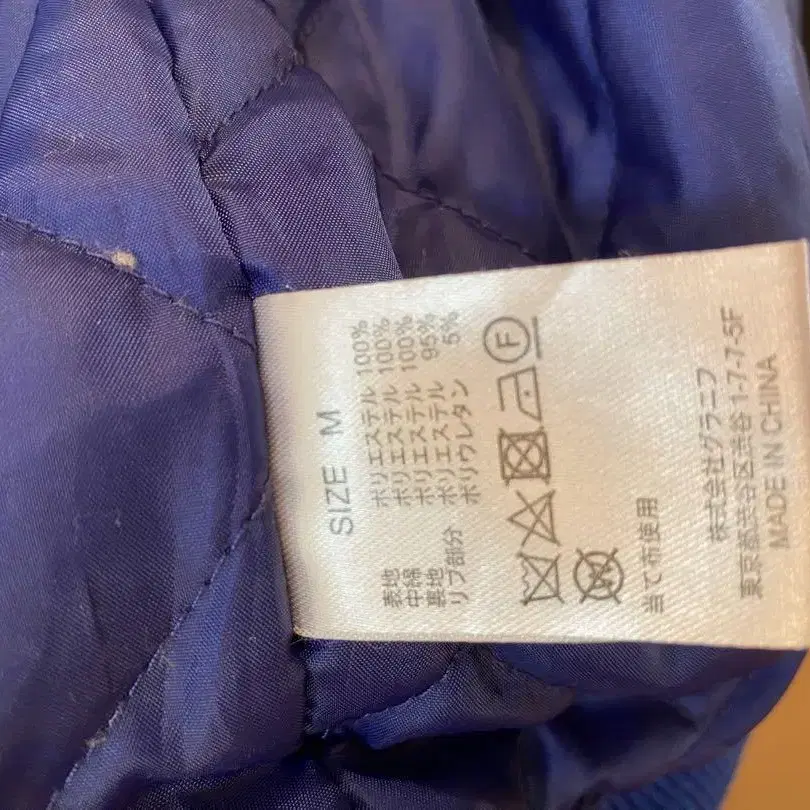 SIZE M
表地 ポリエステル 100%
中綿 ポリエステル 100%
裏地 ポリエステル 100%
リブ部分 ポリエステル 95%
ポリウレタン 5%
F
W
当て布使用
株式会社グラニフ
東京都渋谷区渋谷 1-7-7-5F
MADE IN CHINA